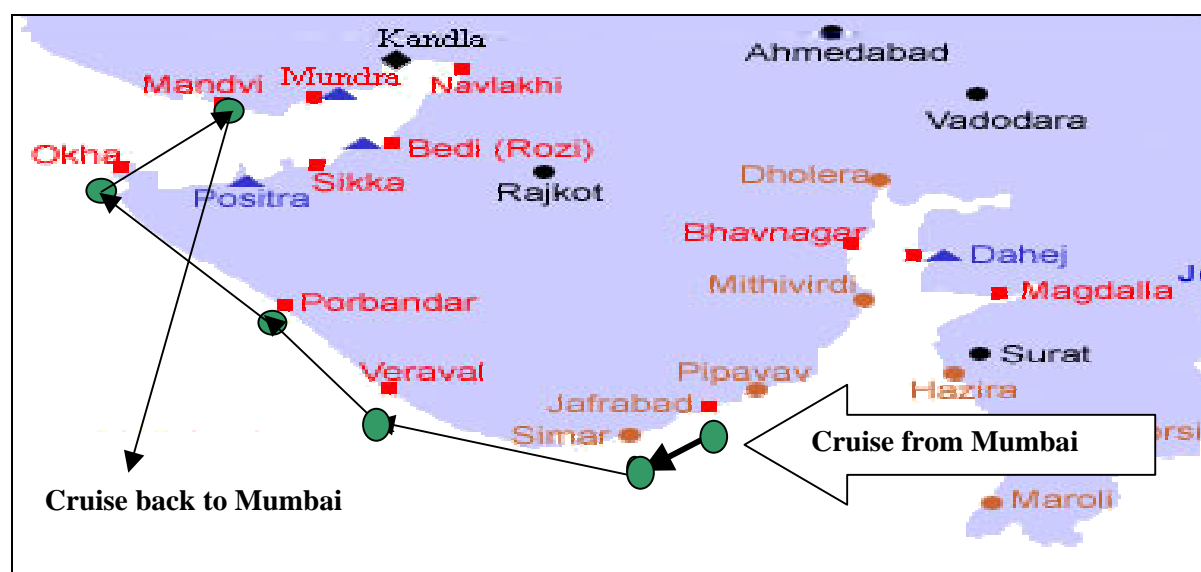 Kandla
Ahmedabad
Mandvi
Mundra
Navlakhi
Vadodara
Okha
Bedi (Rozi)
Positra
Sikka
Rajkot
Dholera
Bhavnagar
Dahej
Mithivirdi
Magdalla
Porbandar
Surat
Veraval
Pipavav
Hazira
Jafrabad
Simar
Cruise from Mumbai
Cruise back to Mumbai
Maroli